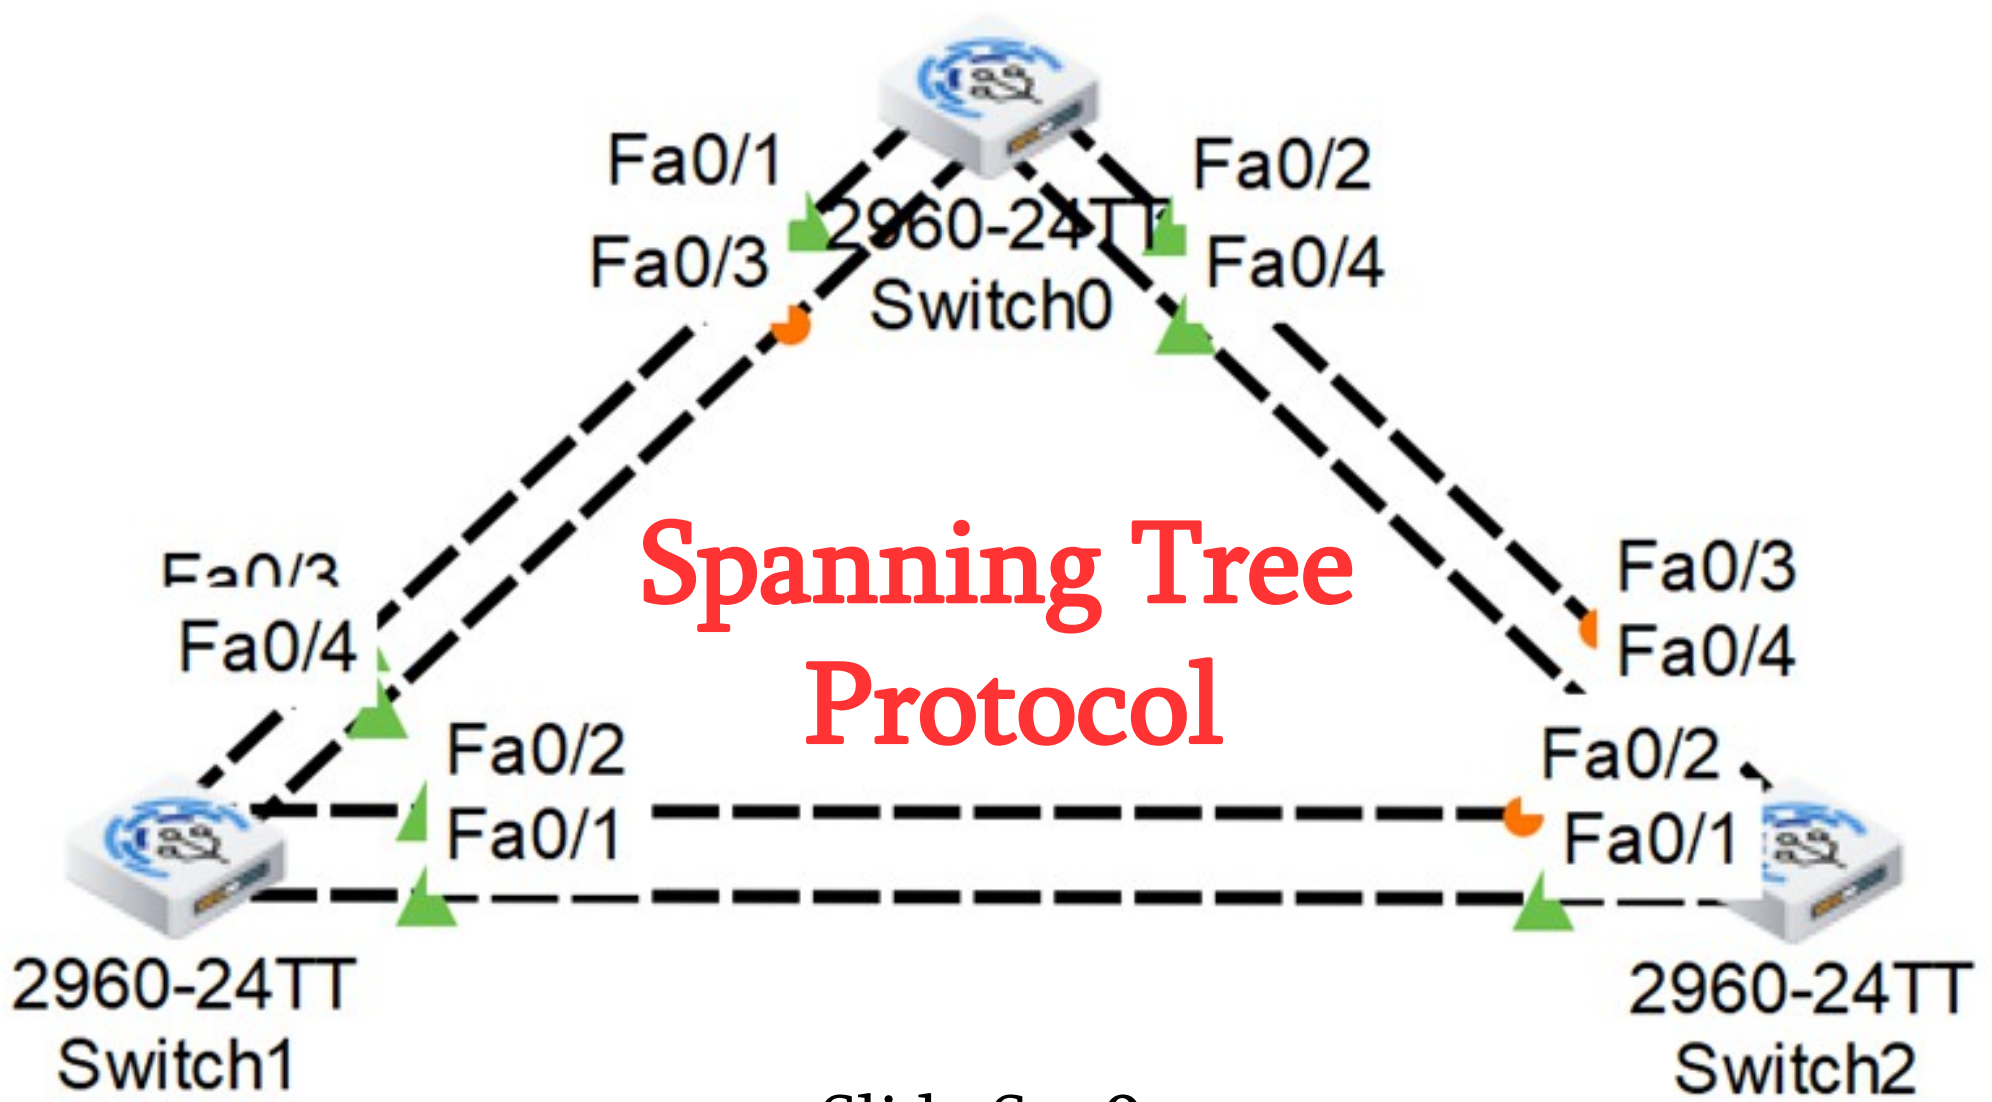 Fa0/1
Fa0/2
2960-24TT
Fa0/3
Fa0/4
Switch0
Spanning Tree
Protocol
Fa0/3
Fa0/4
Fa0/3
Fa0/4
Fa0/2
Fa0/1
Fa0/2
Fa0/1
2960-24TT
Switch1
2960-24TT
Switch2